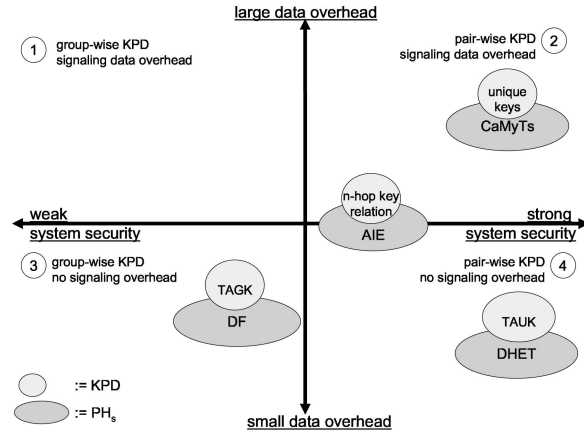 large data overhead
1
group-wise KPD
signaling data overhead
pair-wise KPD
signaling data overhead
2
unique
keys
CaMyTs
n-hop key
relation
AIE
weak
system security
strong
system security
3
group-wise KPD
no signaling overhead
pair-wise KPD
no signaling overhead
4
TAGK
DF
TAUK
DHET
:= KPD
:= PHs
small data overhead